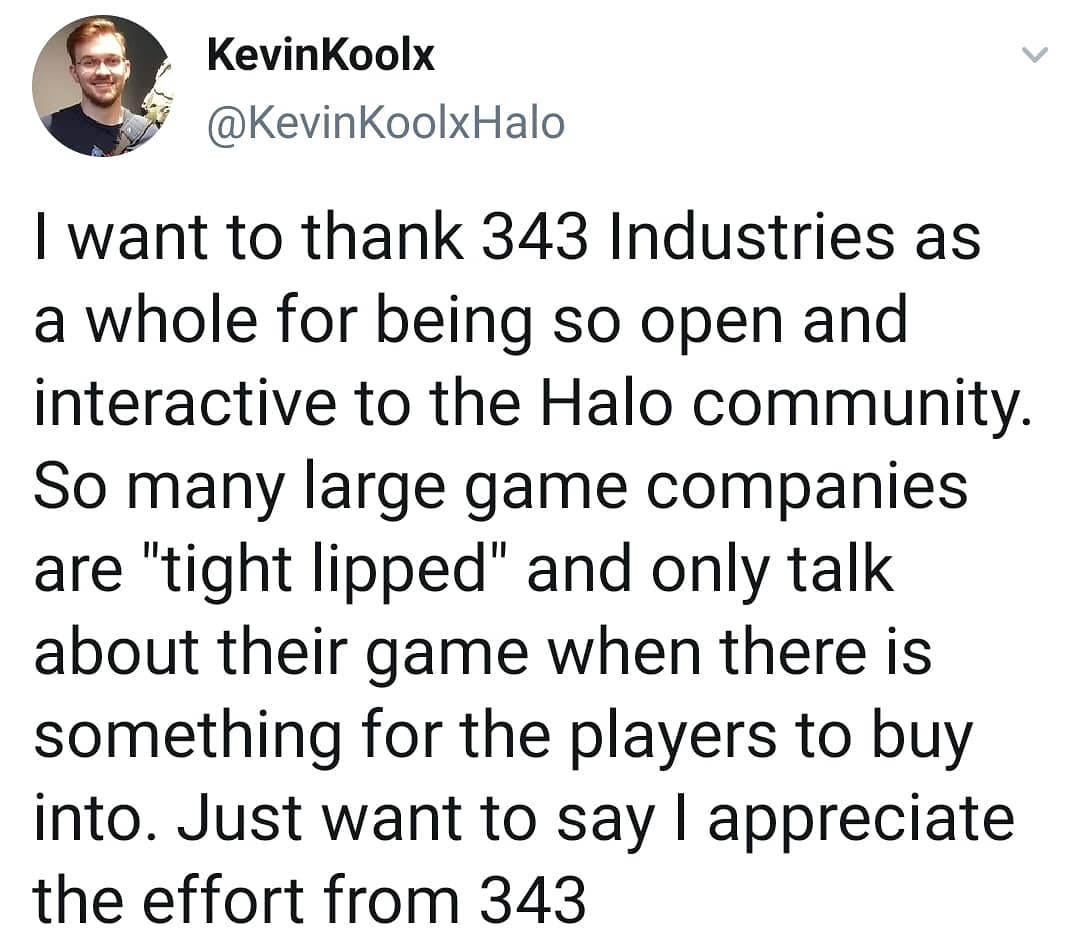 KevinKoolx
@KevinKoolxHalo
I want to thank 343 Industries as
a whole for being so open and
interactive to the Halo community.
So many large game companies
are "tight lipped" and only talk
about their game when there is
something for the players to buy
into. Just want to say I appreciate
the effort from 343